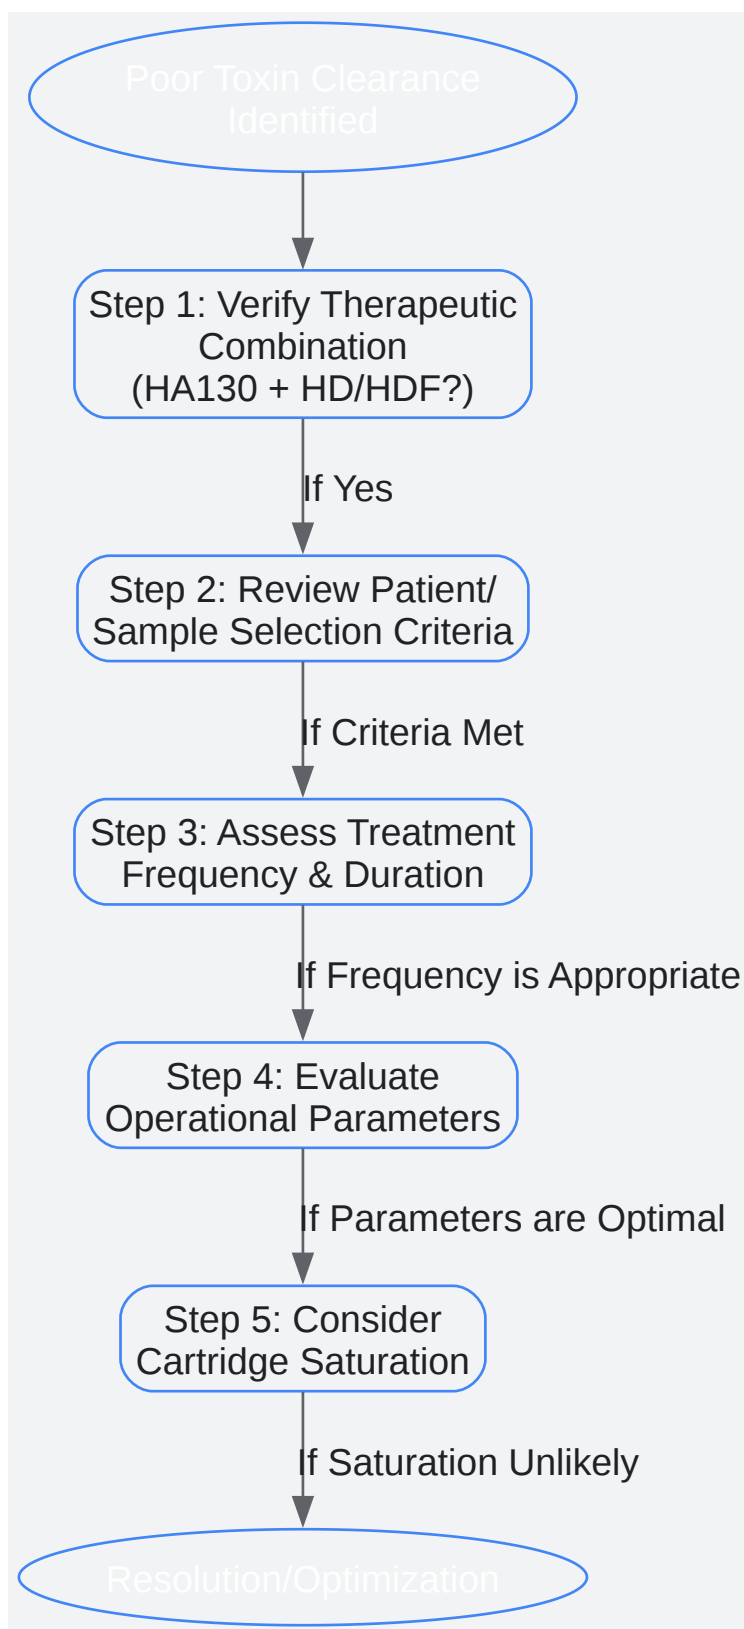 Poor Toxin Clearance
Identified
Step 1: Verify Therapeutic
Combination
(HA130 + HD/HDF?)
If Yes
Step 2: Review Patient/
Sample Selection Criteria
If Criteria Met
Step 3: Assess Treatment
Frequency & Duration
If Frequency is Appropriate
Step 4: Evaluate
Operational Parameters
If Parameters are Optimal
Step 5: Consider
Cartridge Saturation
If Saturation Unlikely
Resolution/Optimization